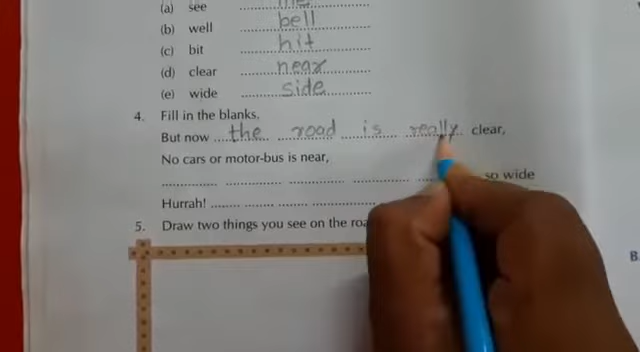 (a) see
(b) well bell
(c) bit hit
(d) clear near
(e) wide side
4. Fill in the blanks.
But now the road is really clear,
No cars or motor-bus is near,
so wide
Hurrah!
5. Draw two things you see on the
B